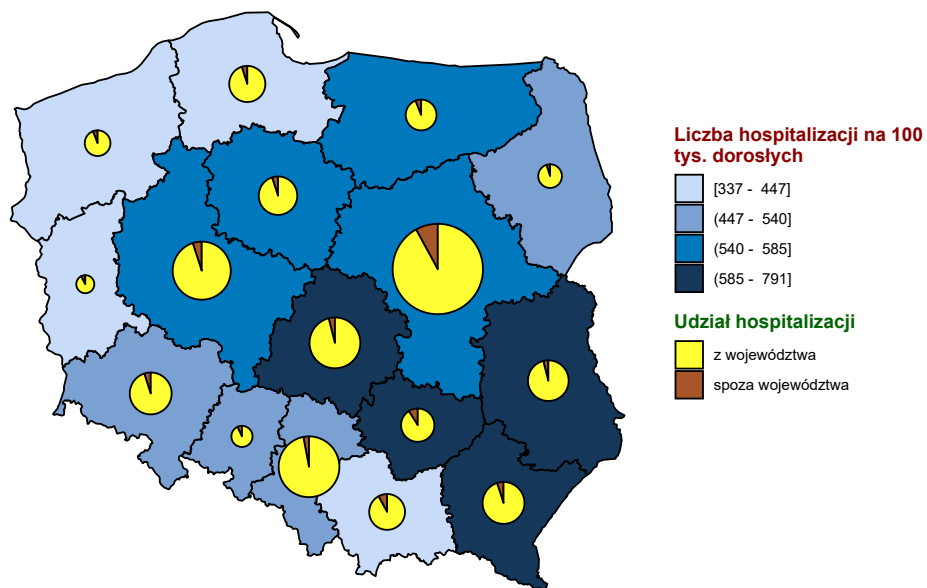 Liczba hospitalizacji na 100
tys. dorosłych
[337 - 447]
(447 - 540]
(540 - 585]
(585 - 791]
Udział hospitalizacji
z województwa
spoza województwa